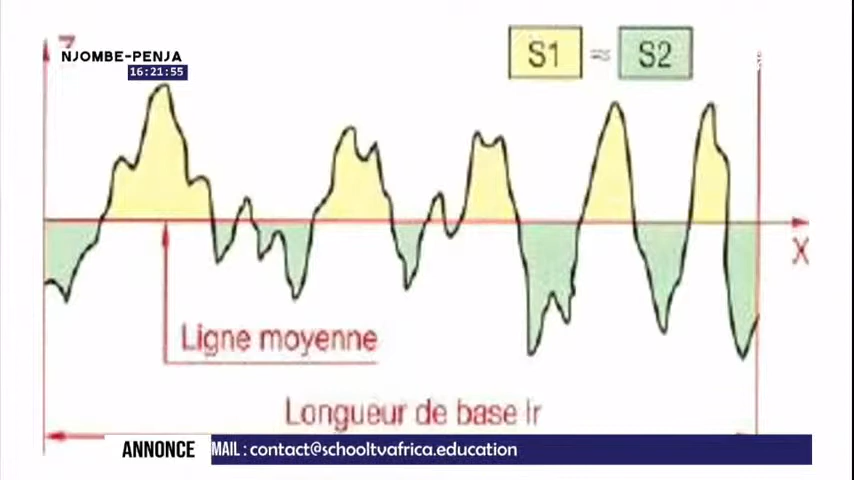 Z
NJOMBE-PENJA
16:21:55
S1 ≈ S2
X
Ligne moyenne
Longueur de base lr
ANNONCE MAIL : contact@schooltvafrica.education